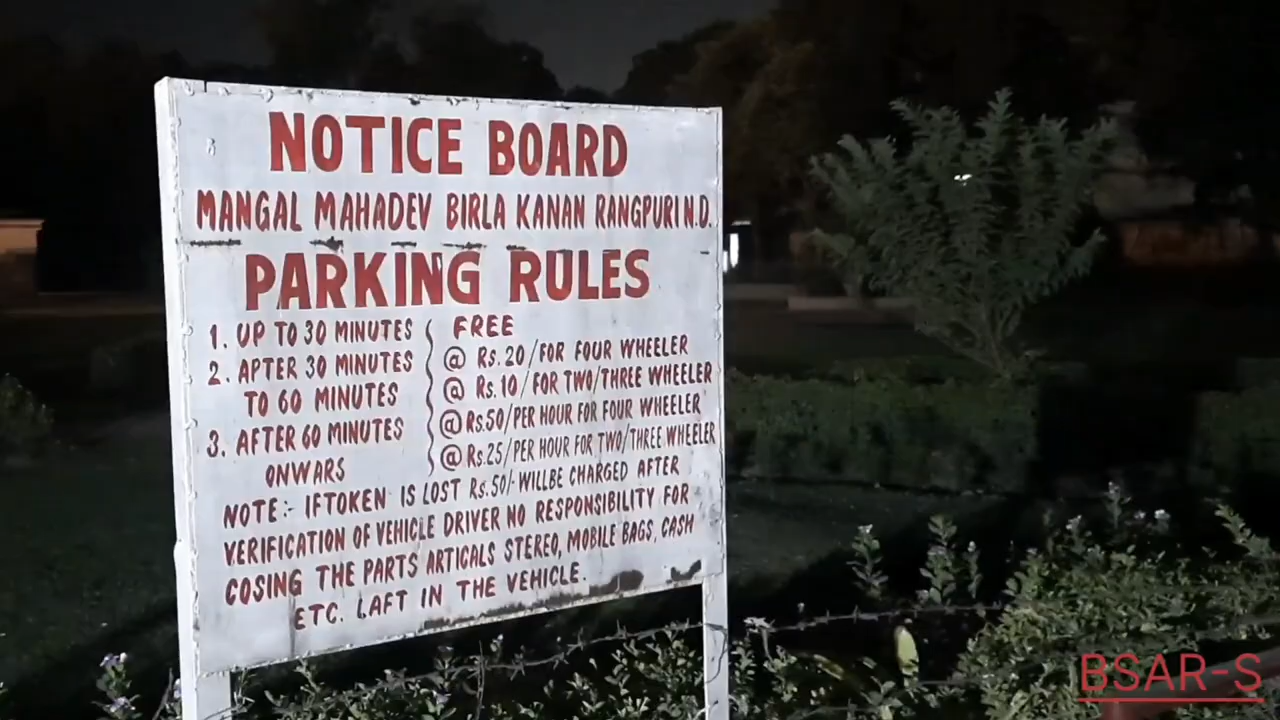 NOTICE BOARD
MANGAL MAHADEV BIRLA KANAN RANGPURI N.D.
PARKING RULES
1. UP TO 30 MINUTES FREE
2. APTER 30 MINUTES @ Rs.20/FOR FOUR WHEELER
TO 60 MINUTES @ Rs.10/FOR TWO/THREE WHEELER
3. AFTER 60 MINUTES @ Rs.50/PER HOUR FOR FOUR WHEELER
ONWARS @ Rs.25/PER HOUR FOR TWO/THREE WHEELER
NOTE:- IFTOKEN IS LOST Rs.50/- WILLBE CHARGED AFTER
VERIFICATION OF VEHICLE DRIVER NO RESPONSIBILITY FOR
COSING THE PARTS ARTICALS STEREO, MOBILE BAGS, CASH
ETC. LAFT IN THE VEHICLE.
BSAR-S